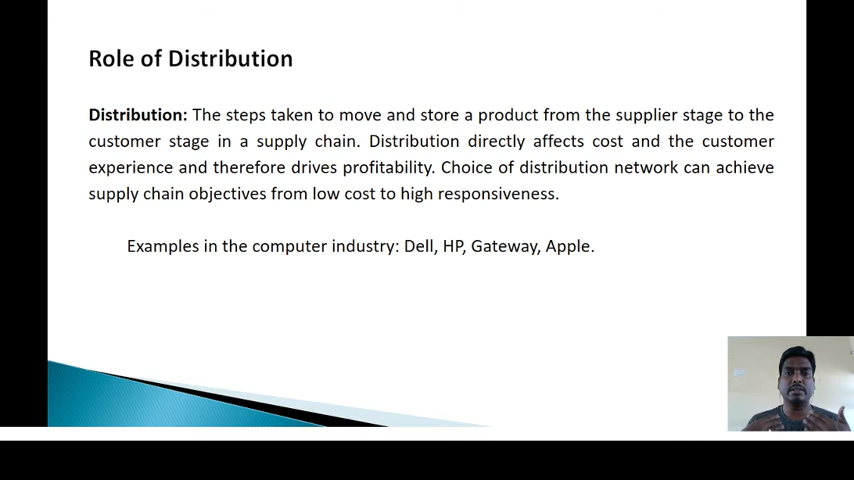 Role of Distribution
Distribution: The steps taken to move and store a product from the supplier stage to the
customer stage in a supply chain. Distribution directly affects cost and the customer
experience and therefore drives profitability. Choice of distribution network can achieve
supply chain objectives from low cost to high responsiveness.
Examples in the computer industry: Dell, HP, Gateway, Apple.